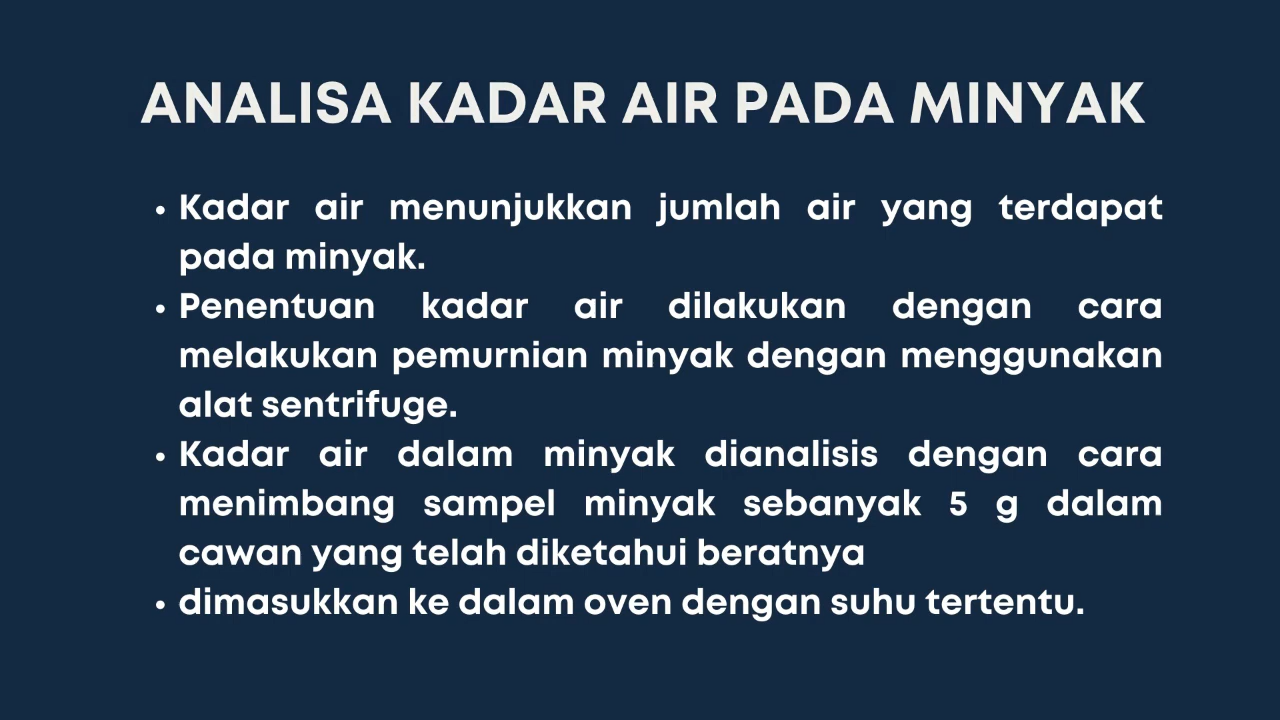 ANALISA KADAR AIR PADA MINYAK
• Kadar air menunjukkan jumlah air yang terdapat
pada minyak.
• Penentuan kadar air dilakukan dengan cara
melakukan pemurnian minyak dengan menggunakan
alat sentrifuge.
• Kadar air dalam minyak dianalisis dengan cara
menimbang sampel minyak sebanyak 5 g dalam
cawan yang telah diketahui beratnya
• dimasukkan ke dalam oven dengan suhu tertentu.